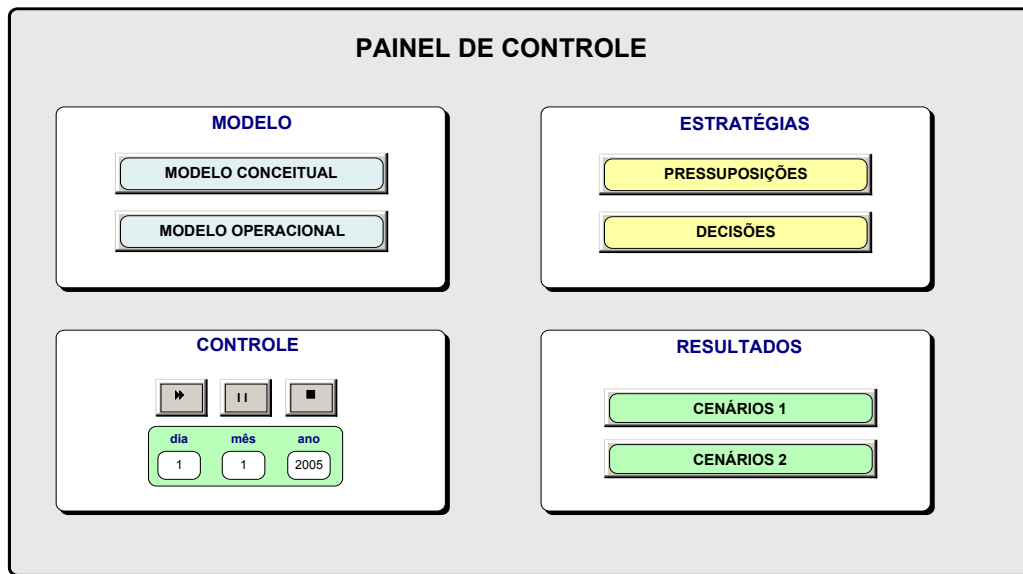 PAINEL DE CONTROLE
MODELO
MODELO CONCEITUAL
MODELO OPERACIONAL
ESTRATÉGIAS
PRESSUPOSIÇÕES
DECISÕES
CONTROLE
dia mês ano
1 1 2005
RESULTADOS
CENÁRIOS 1
CENÁRIOS 2